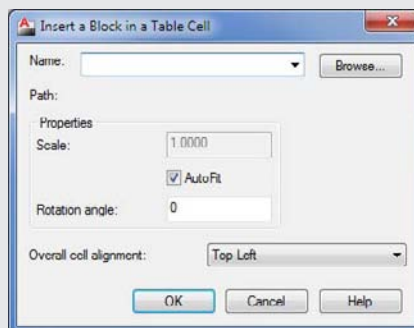 Insert a Block in a Table Cell
Name:
Browse...
Path:
Properties
Scale:
1.0000
AutoFit
Rotation angle:
0
Overall cell alignment:
Top Left
OK
Cancel
Help